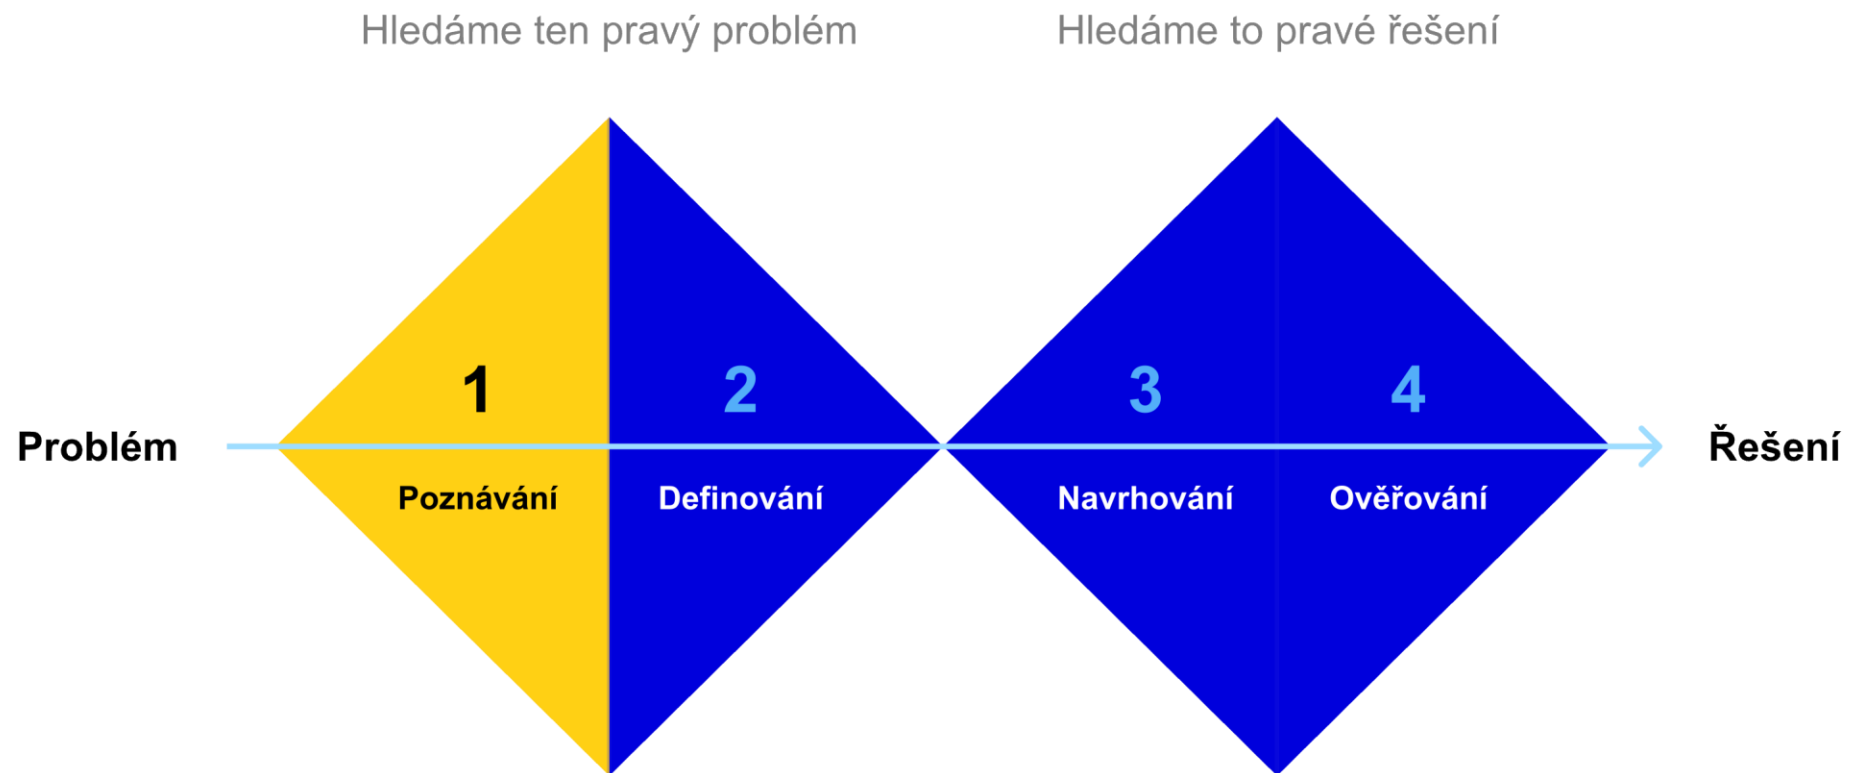 Hledáme ten pravý problém
Hledáme to pravé řešení
1
2
3
4
Problém
Řešení
Poznávání
Definování
Navrhování
Ověřování